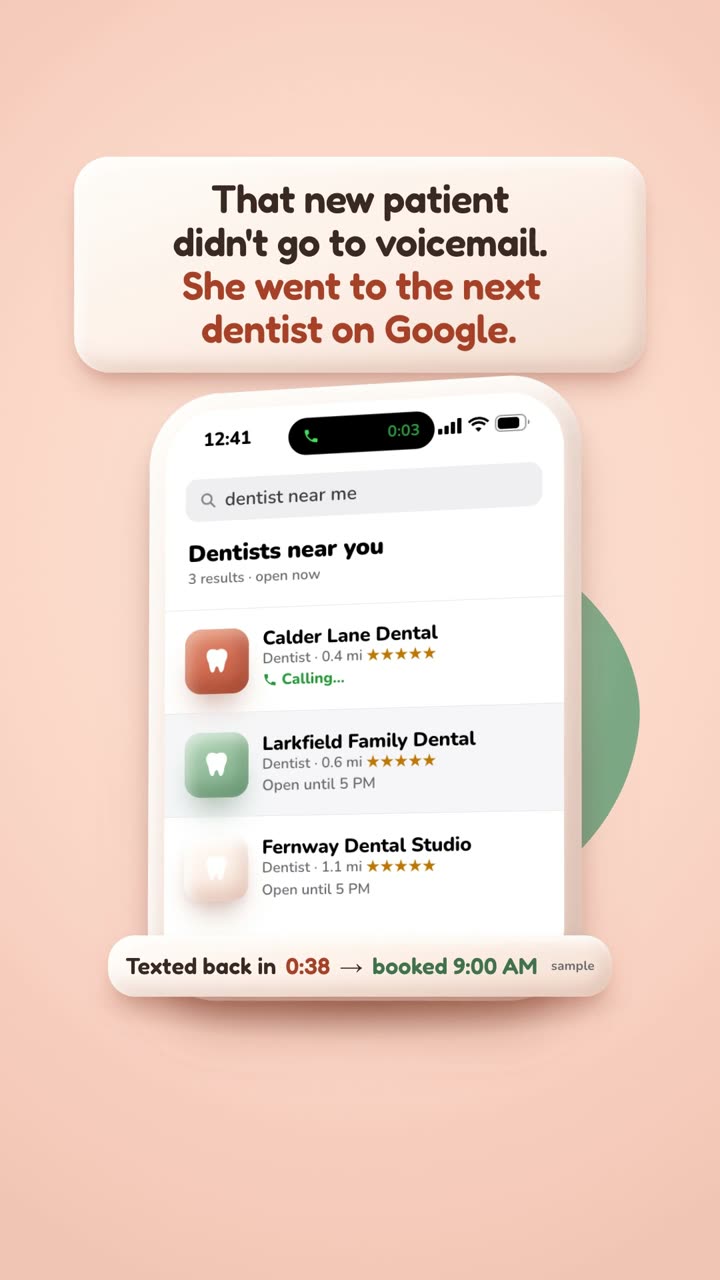 That new patient
didn't go to voicemail.
She went to the next
dentist on Google.
12:41
0:03
dentist near me
Dentists near you
3 results · open now
Calder Lane Dental
Dentist · 0.4 mi ★★★★★
Calling...
Larkfield Family Dental
Dentist · 0.6 mi ★★★★★
Open until 5 PM
Fernway Dental Studio
Dentist · 1.1 mi ★★★★★
Open until 5 PM
Texted back in 0:38 → booked 9:00 AM sample